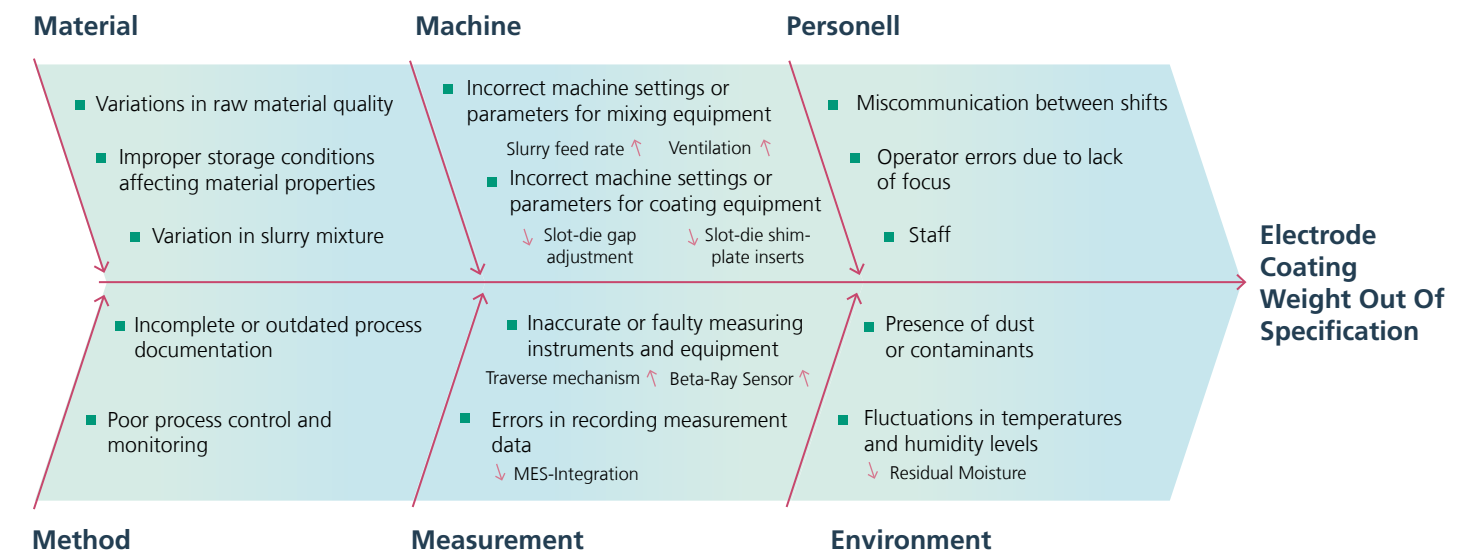 Material
Variations in raw material quality
Improper storage conditions
affecting material properties
Variation in slurry mixture
Machine
Incorrect machine settings or
parameters for mixing equipment
Slurry feed rate ↑
Ventilation ↑
Incorrect machine settings or
parameters for coating equipment
↓ Slot-die gap
adjustment
↓ Slot-die shim-
plate inserts
Personell
Miscommunication between shifts
Operator errors due to lack
of focus
Staff
Electrode
Coating
Weight Out Of
Specification
Incomplete or outdated process
documentation
Poor process control and
monitoring
Method
Inaccurate or faulty measuring
instruments and equipment
Traverse mechanism ↑
Beta-Ray Sensor ↑
Errors in recording measurement
data
↓ MES-Integration
Measurement
Presence of dust
or contaminants
Fluctuations in temperatures
and humidity levels
↓ Residual Moisture
Environment